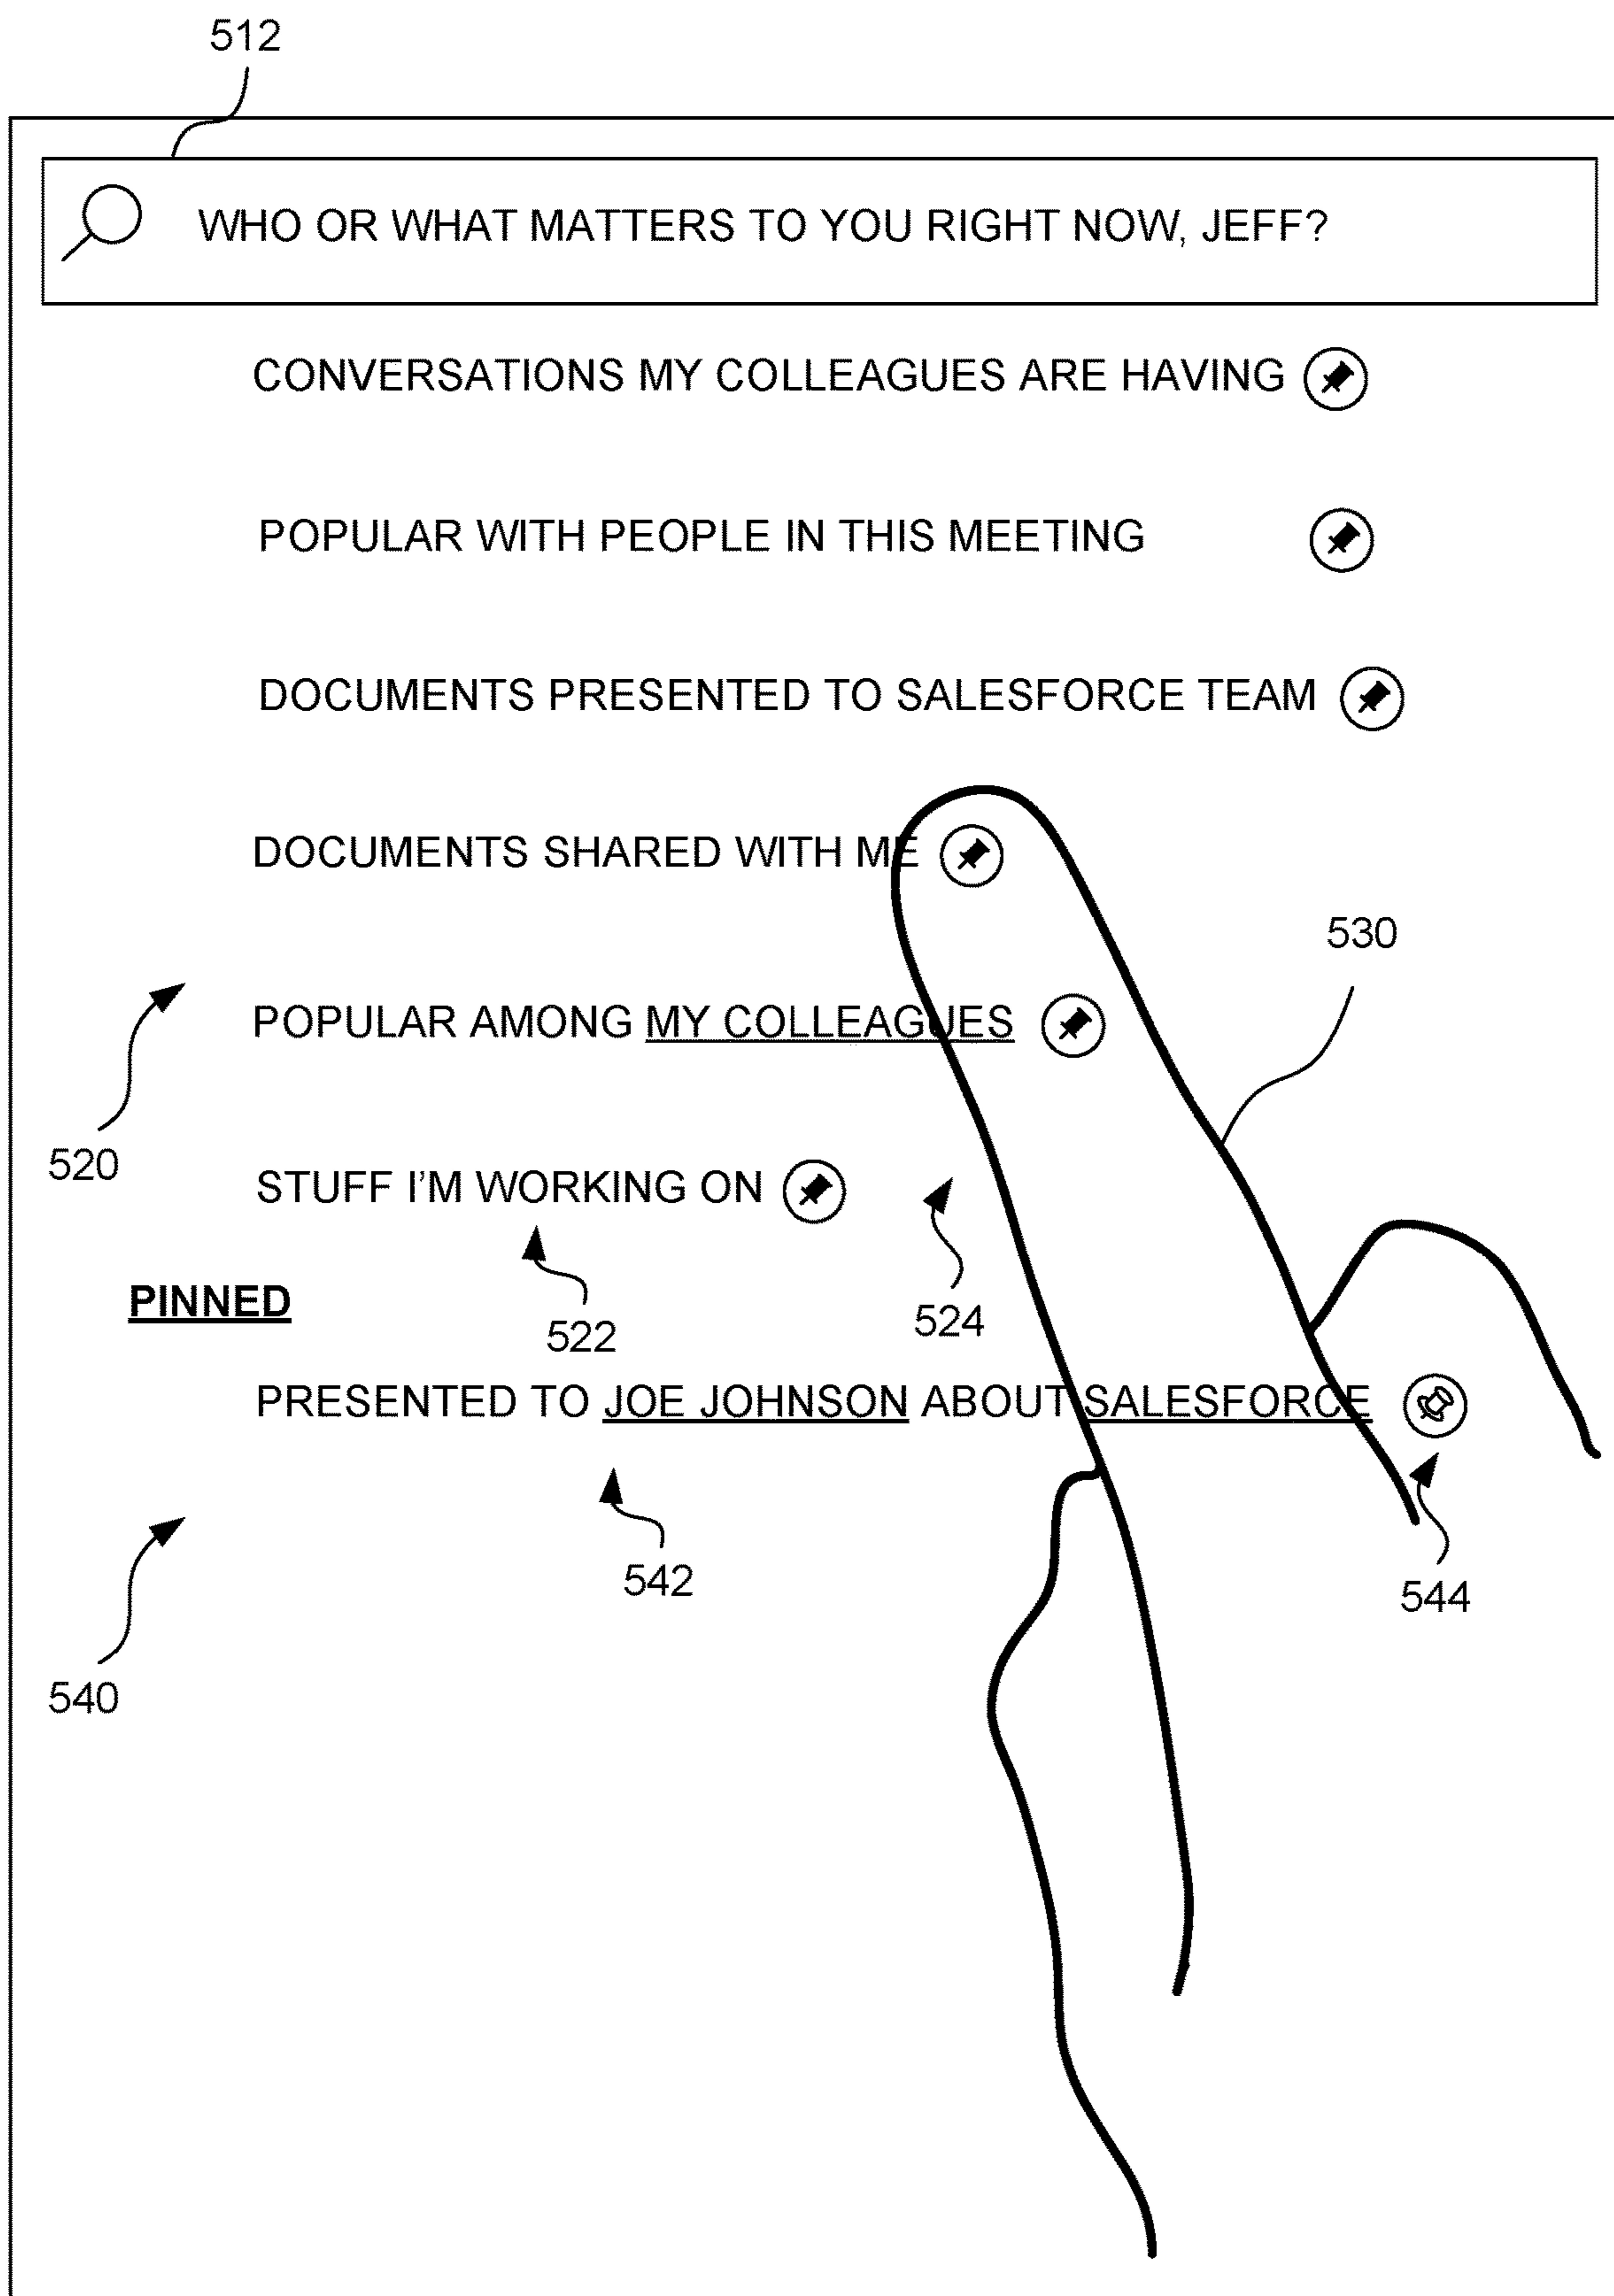 512
WHO OR WHAT MATTERS TO YOU RIGHT NOW, JEFF?
CONVERSATIONS MY COLLEAGUES ARE HAVING
POPULAR WITH PEOPLE IN THIS MEETING
DOCUMENTS PRESENTED TO SALESFORCE TEAM
DOCUMENTS SHARED WITH ME
530
POPULAR AMONG MY COLLEAGUES
520
STUFF I'M WORKING ON
PINNED
522
524
PRESENTED TO JOE JOHNSON ABOUT SALESFORCE
542
544
540